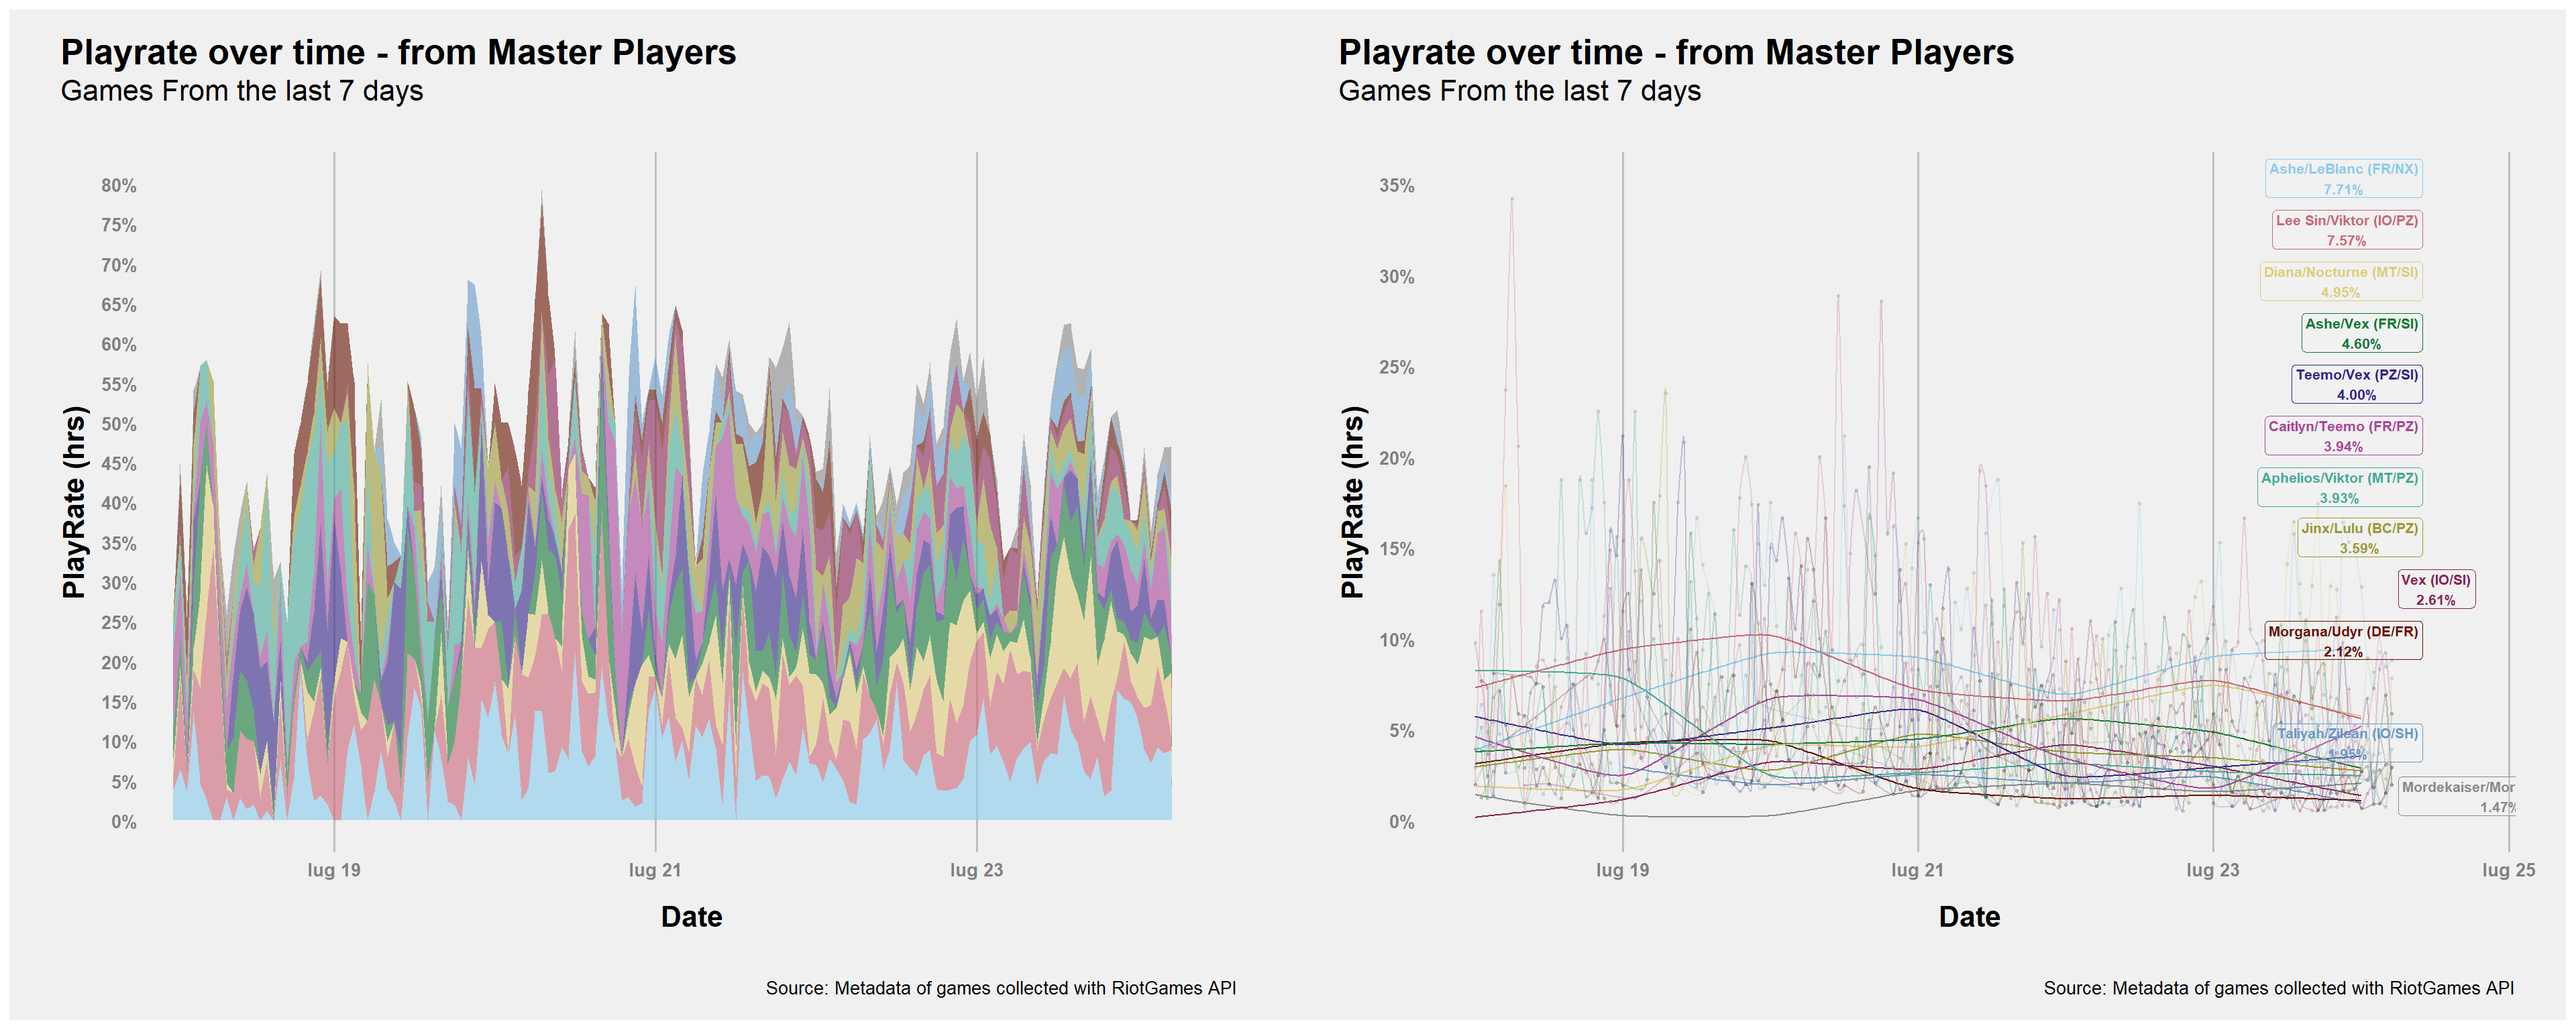 Playrate over time - from Master Players
Games From the last 7 days
80%
75%
70%
65%
60%
55%
50%
45%
40%
35%
30%
25%
20%
15%
10%
5%
0%
PlayRate (hrs)
lug 19
lug 21
lug 23
Date
Source: Metadata of games collected with RiotGames API
Playrate over time - from Master Players
Games From the last 7 days
35%
30%
25%
20%
15%
10%
5%
0%
PlayRate (hrs)
Ashe/LeBlanc (FR/NX)
7.71%
Lee Sin/Viktor (IO/PZ)
7.57%
Diana/Nocturne (MT/SI)
4.95%
Ashe/Vex (FR/SI)
4.60%
Teemo/Vex (PZ/SI)
4.00%
Caitlyn/Teemo (FR/PZ)
3.94%
Aphelios/Viktor (MT/PZ)
3.93%
Jinx/Lulu (BC/PZ)
3.59%
Vex (IO/SI)
2.61%
Morgana/Udyr (DE/FR)
2.12%
Taliyah/Zilean (IO/SH)
1.95%
Mordekaiser/Mor
1.47%
lug 19
lug 21
lug 23
lug 25
Date
Source: Metadata of games collected with RiotGames API